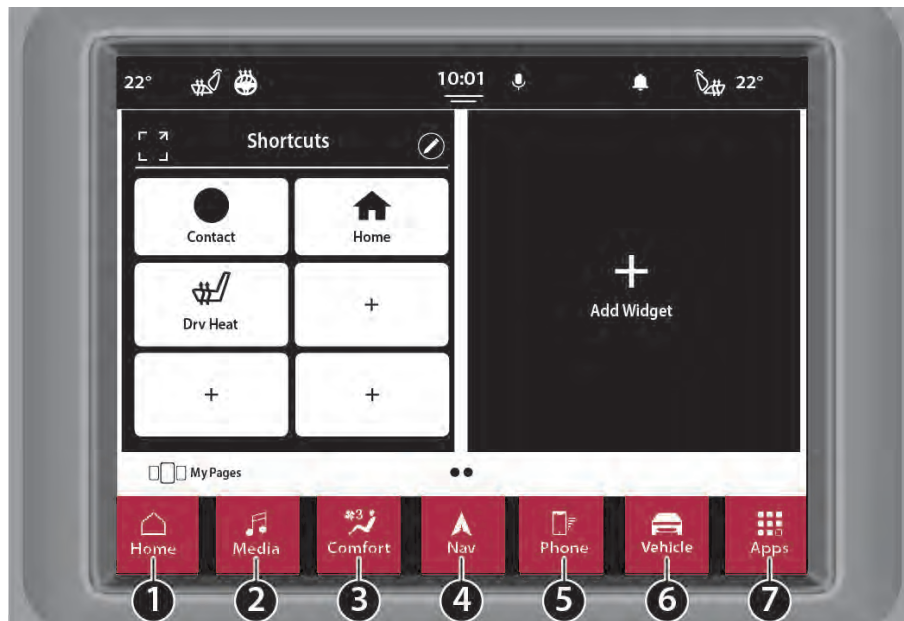 22° 10:01 22°
Shortcuts
Contact Home
Drv Heat +
+ +
+
Add Widget
My Pages
#3
Home Media Comfort Nav Phone Vehicle Apps
1 2 3 4 5 6 7